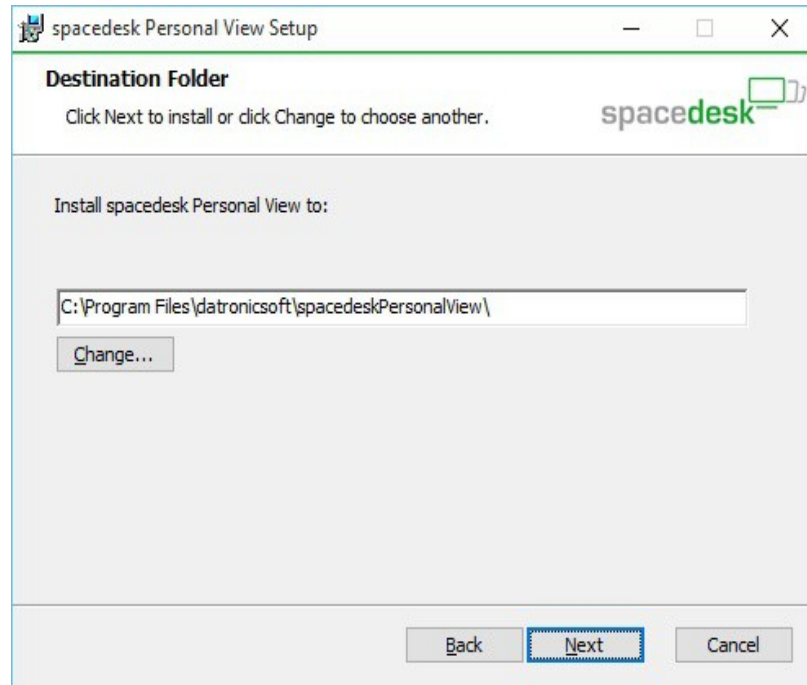 spacedesk Personal View Setup
Destination Folder
Click Next to install or click Change to choose another.
spacedesk
Install spacedesk Personal View to:
C:\Program Files\datronicsoft\spacedeskPersonalView\
Change...
Back Next Cancel